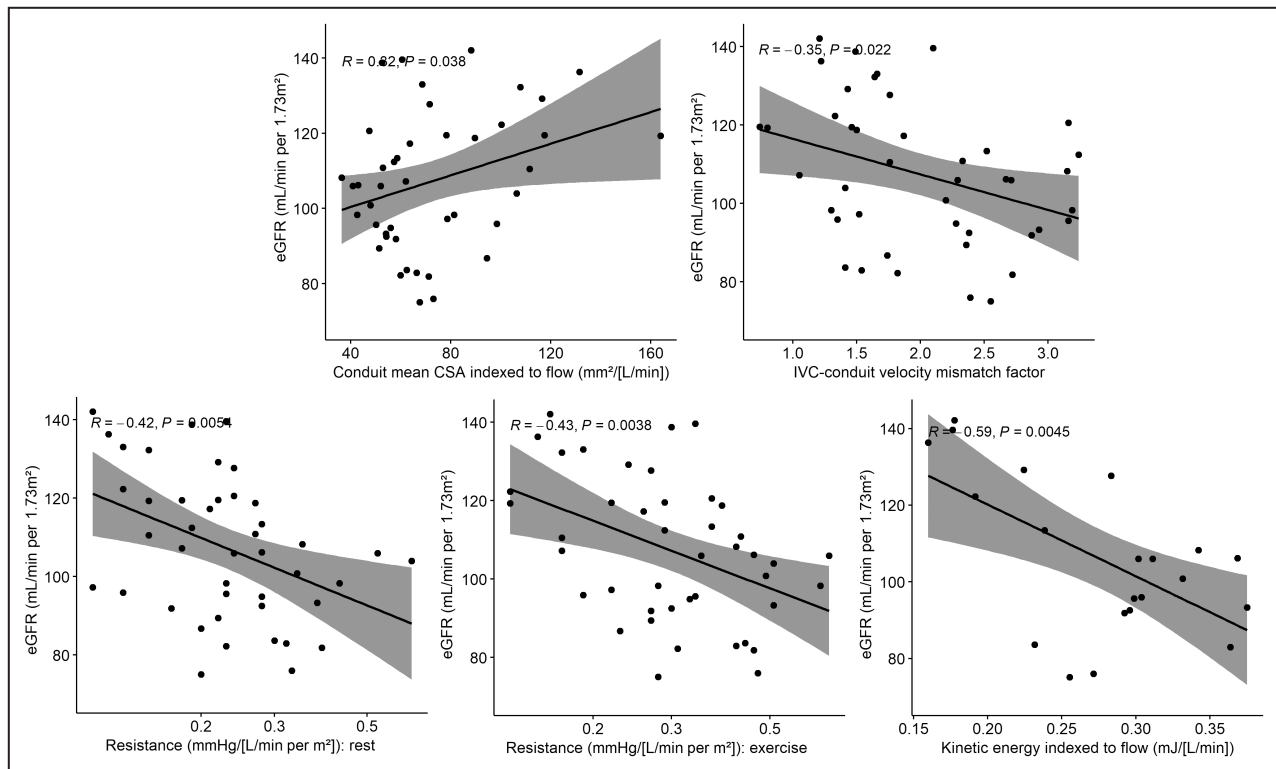 R = 0.32, P = 0.038
140
120
100
80
eGFR (mL/min per 1.73m²)
40
80
120
160
Conduit mean CSA indexed to flow (mm²/[L/min])
R = −0.35, P = 0.022
140
120
100
80
eGFR (mL/min per 1.73m²)
1.0
1.5
2.0
2.5
3.0
IVC-conduit velocity mismatch factor
R = −0.42, P = 0.0054
140
120
100
80
eGFR (mL/min per 1.73m²)
0.2
0.3
0.5
Resistance (mmHg/[L/min per m²]): rest
R = −0.43, P = 0.0038
140
120
100
80
eGFR (mL/min per 1.73m²)
0.2
0.3
0.5
Resistance (mmHg/[L/min per m²]): exercise
R = −0.59, P = 0.0045
140
120
100
80
eGFR (mL/min per 1.73m²)
0.15
0.20
0.25
0.30
0.35
Kinetic energy indexed to flow (mJ/[L/min])